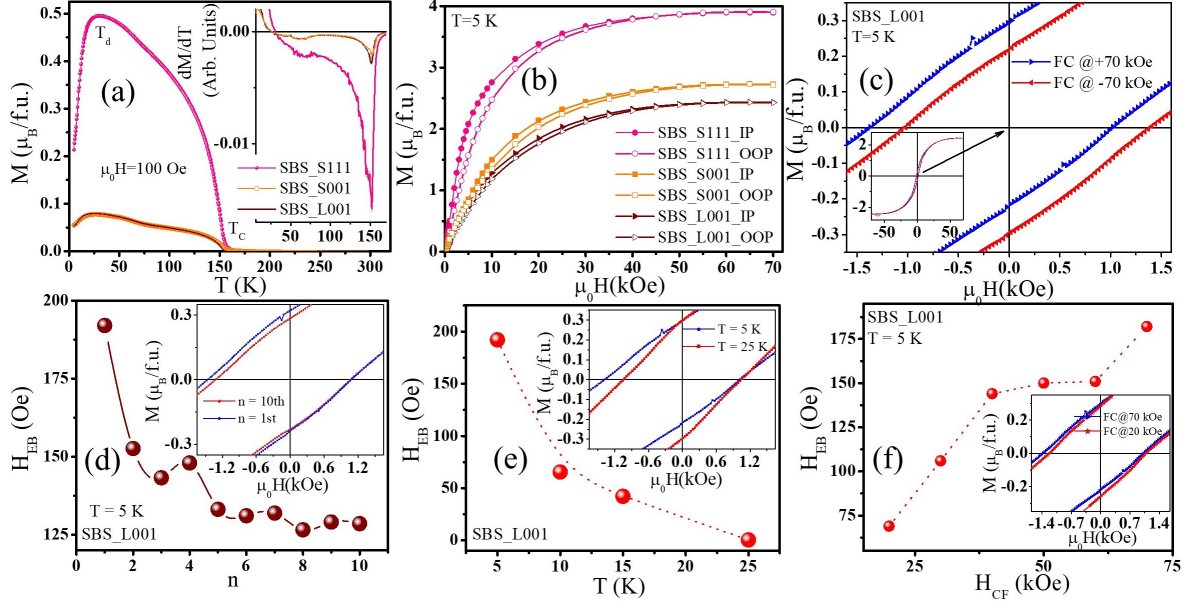 0.5
0.4
0.3
0.2
0.1
0.0
M (μB/f.u.)
Td
(a)
μ0H=100 Oe
Tc
0 50 100 150 200 250 300
T (K)
dM/dT
(Arb. Units)
0.00
-0.01
SBS_S111
SBS_S001
SBS_L001
50 100 150
4
3
2
1
0
M (μB/f.u.)
T=5 K
(b)
SBS_S111_IP
SBS_S111_OOP
SBS_S001_IP
SBS_S001_OOP
SBS_L001_IP
SBS_L001_OOP
0 10 20 30 40 50 60 70
μ0H(kOe)
SBS_L001
T=5 K
(c)
FC @+70 kOe
FC @-70 kOe
0.3
0.2
0.1
0.0
-0.1
-0.2
-0.3
M (μB/f.u.)
2
0
-2
-50 0 50
-1.5 -1.0 -0.5 0.0 0.5 1.0 1.5
μ0H(kOe)
200
175
150
125
HEB (Oe)
(d)
T = 5 K
SBS_L001
0 2 4 6 8 10
n
0.3
0.0
-0.3
M (μB/f.u.)
n = 10th
n = 1st
-1.2 -0.6 0.0 0.6 1.2
μ0H(kOe)
200
150
100
50
0
HEB (Oe)
(e)
SBS_L001
0 5 10 15 20 25
T (K)
0.3
0.2
0.1
0.0
-0.1
-0.2
-0.3
M (μB/f.u.)
T = 5 K
T = 25 K
-1.2 -0.6 0.0 0.6 1.2
μ0H(kOe)
SBS_L001
T = 5 K
175
150
125
100
75
HEB (Oe)
(f)
25 50 75
HCF (kOe)
0.2
0.0
-0.2
M (μB/f.u.)
FC@70 kOe
FC@20 kOe
-1.4 -0.7 0.0 0.7 1.4
μ0H(kOe)